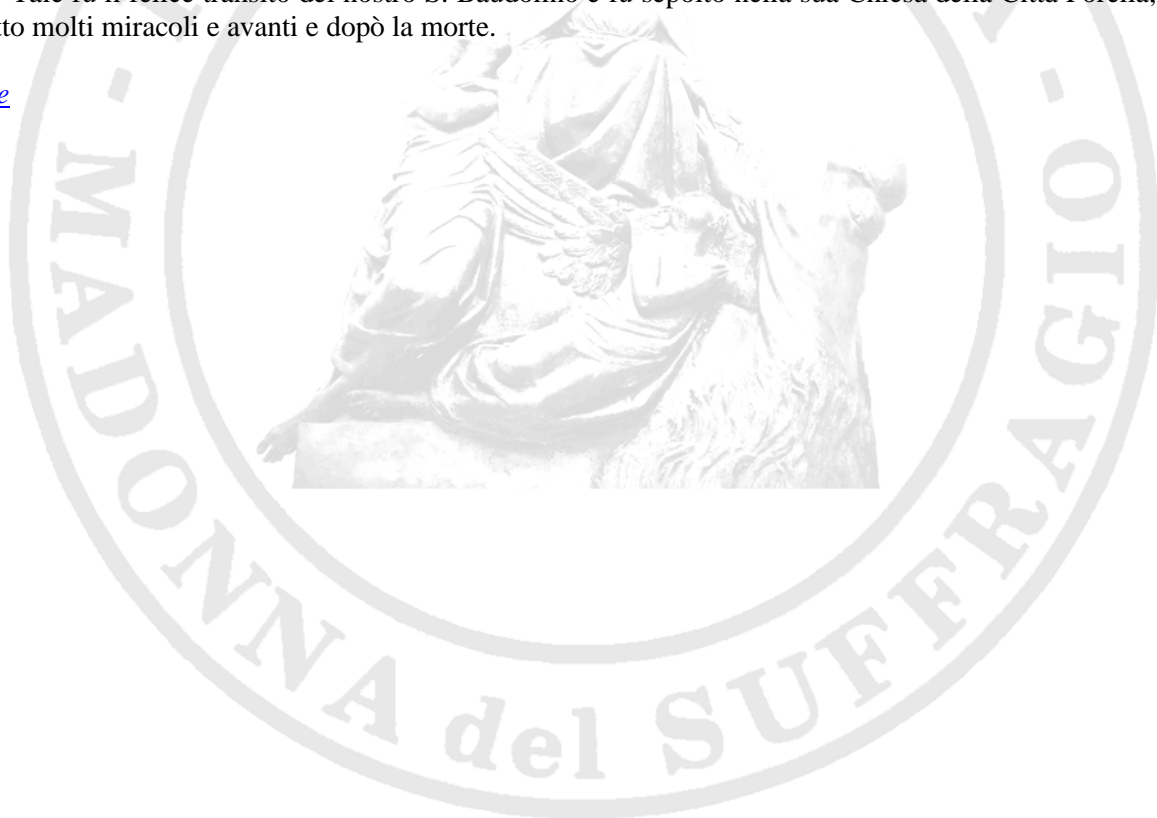 Tale fu il felice transito del nostro S. Baudolino e fu sepolto nella sua Chiesa della Città Forella,
tto molti miracoli e avanti e dopò la morte.
e
- MADONNA del SUFFRAGIO -